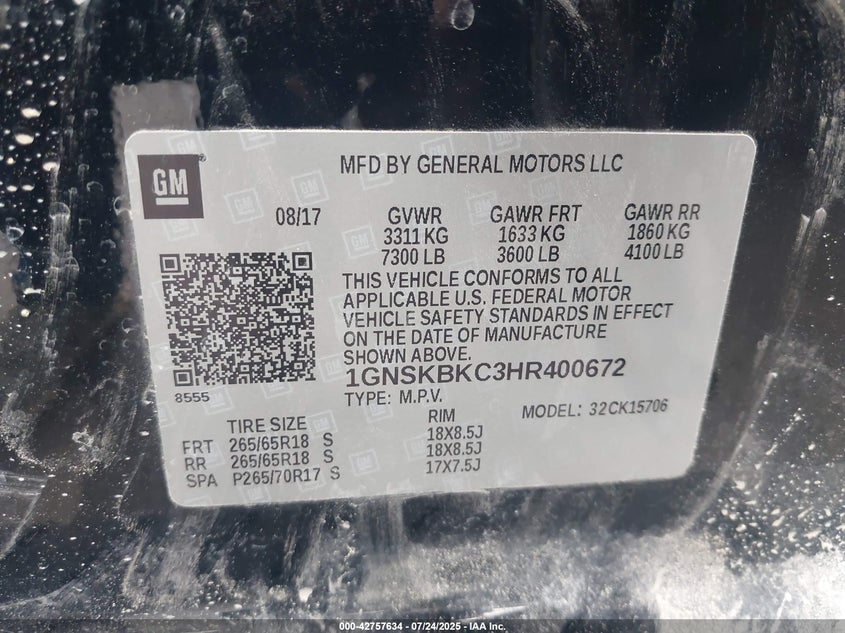 GM
MFD BY GENERAL MOTORS LLC
08/17 GVWR GAWR FRT GAWR RR
3311 KG 1633 KG 1860 KG
7300 LB 3600 LB 4100 LB
THIS VEHICLE CONFORMS TO ALL
APPLICABLE U.S. FEDERAL MOTOR
VEHICLE SAFETY STANDARDS IN EFFECT
ON THE DATE OF MANUFACTURE
SHOWN ABOVE.
1GNSKBKC3HR400672
8555
TYPE: M.P.V. MODEL: 32CK15706
TIRE SIZE RIM
FRT 265/65R18 S 18X8.5J
RR 265/65R18 S 18X8.5J
SPA P265/70R17 S 17X7.5J
000-42757634 - 07/24/2025 - IAA Inc.